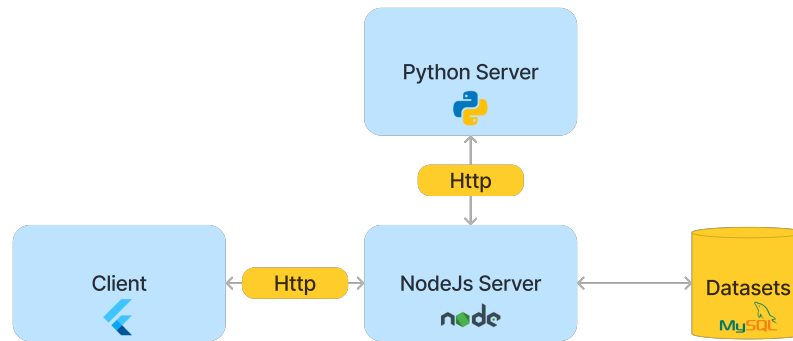 Python Server
Http
Client
Http
NodeJs Server
node
Datasets
MySQL